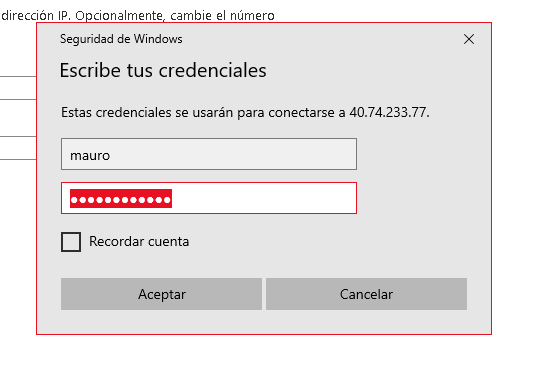 dirección IP. Opcionalmente, cambie el número
Seguridad de Windows
Escribe tus credenciales
Estas credenciales se usarán para conectarse a 40.74.233.77.
mauro
●●●●●●●●●●●●
Recordar cuenta
Aceptar
Cancelar